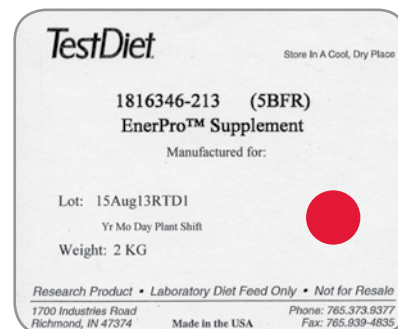 TestDiet
Store In A Cool, Dry Place
1816346-213 (5BFR)
EnerPro™ Supplement
Manufactured for:
Lot: 15Aug13RTD1
Yr Mo Day Plant Shift
Weight: 2 KG
Research Product • Laboratory Diet Feed Only • Not for Resale
1700 Industries Road
Richmond, IN 47374
Made in the USA
Phone: 765.373.9377
Fax: 765.939-4835